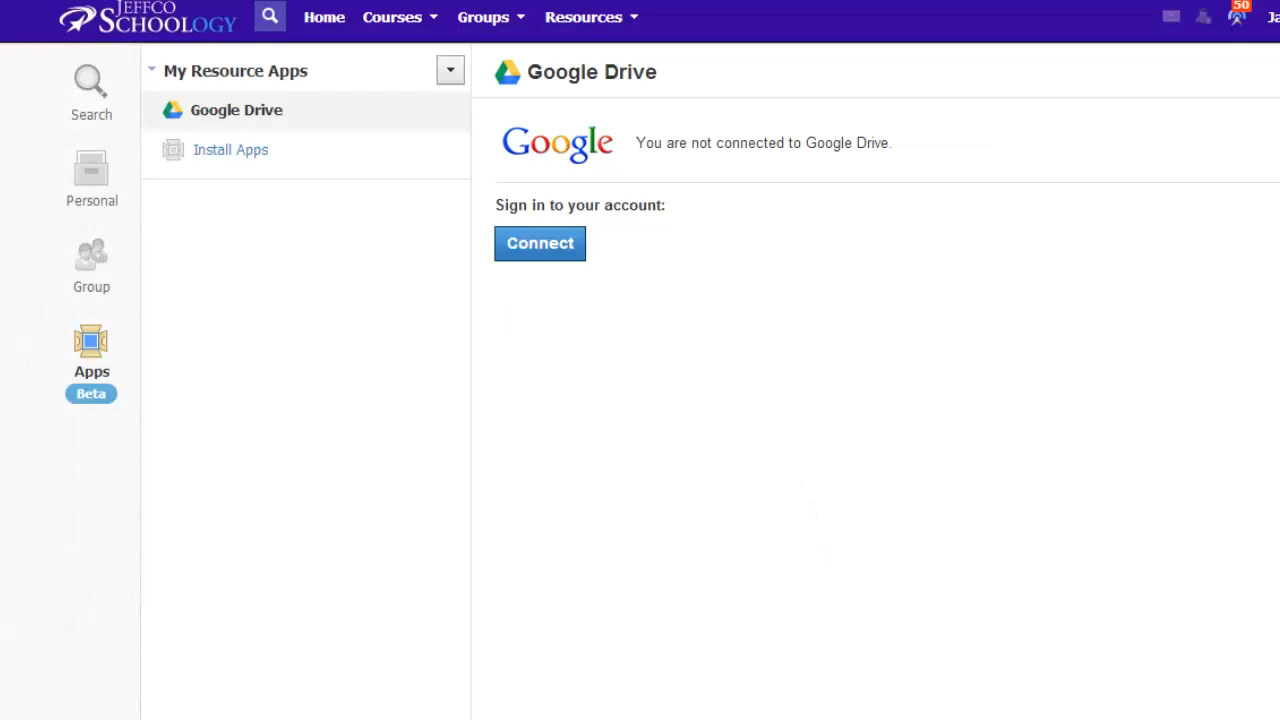 JEFFCO
SCHOOLOGY
Home Courses Groups Resources
50
Search
Personal
Group
Apps
Beta
My Resource Apps
Google Drive
Install Apps
Google Drive
Google You are not connected to Google Drive.
Sign in to your account:
Connect